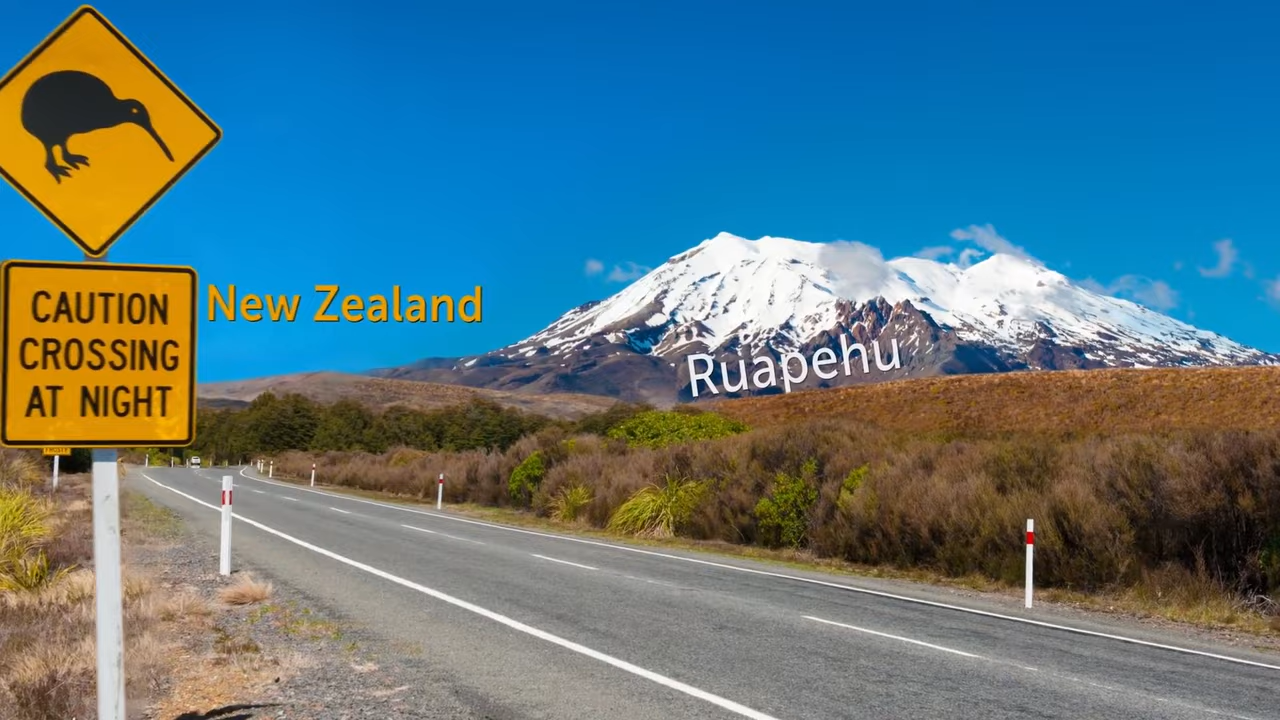 CAUTION
CROSSING
AT NIGHT
New Zealand
Ruapehu